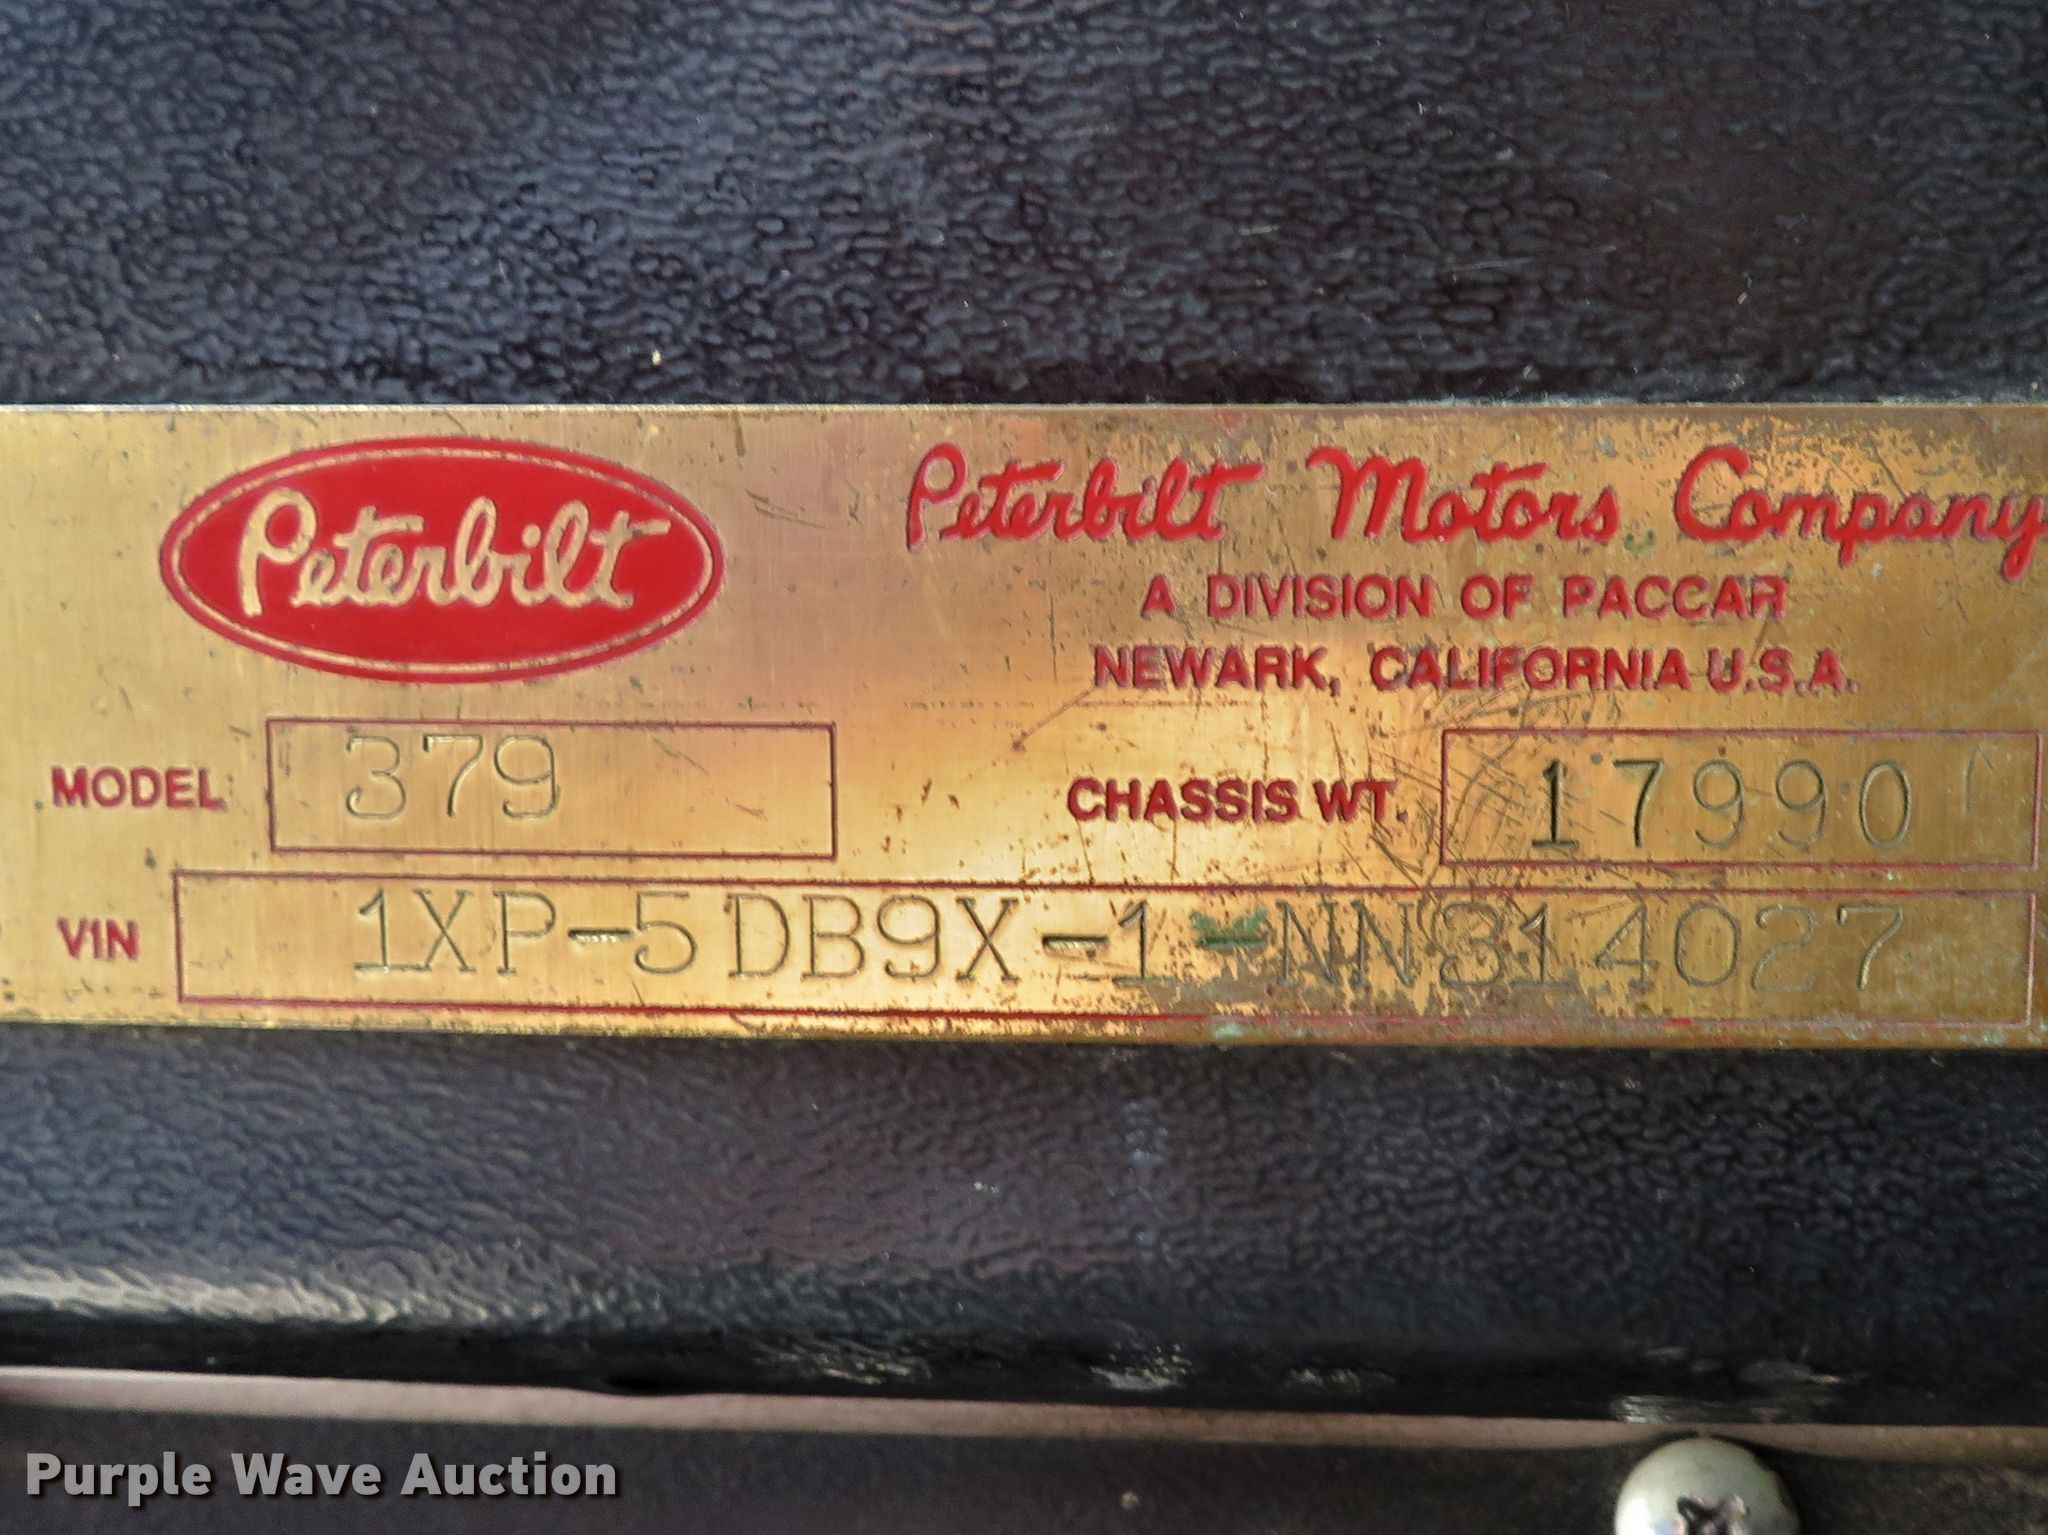 Peterbilt
Peterbilt Motors Company
A DIVISION OF PACCAR
NEWARK, CALIFORNIA U.S.A.
MODEL 379
CHASSIS WT. 17990
VIN 1XP-5DB9X-1-NN314027
Purple Wave Auction